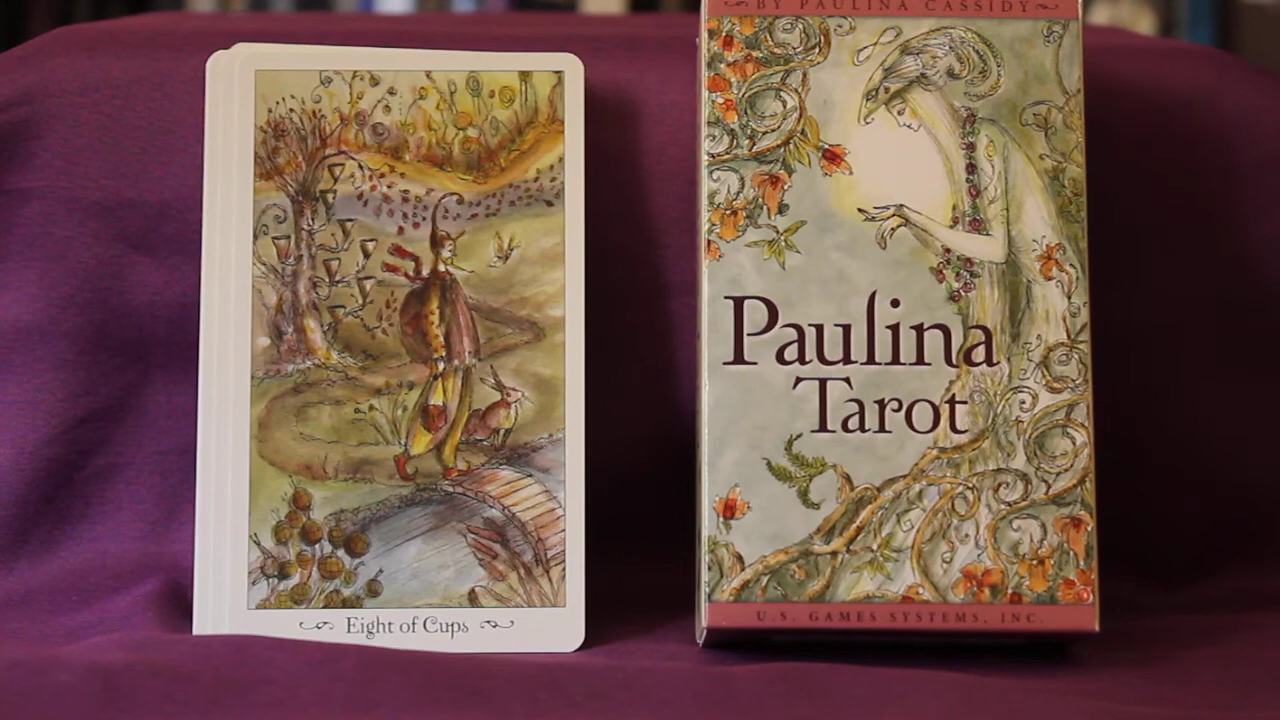 Eight of Cups
BY PAULINA CASSIDY
Paulina
Tarot
U.S. GAMES SYSTEMS, INC.